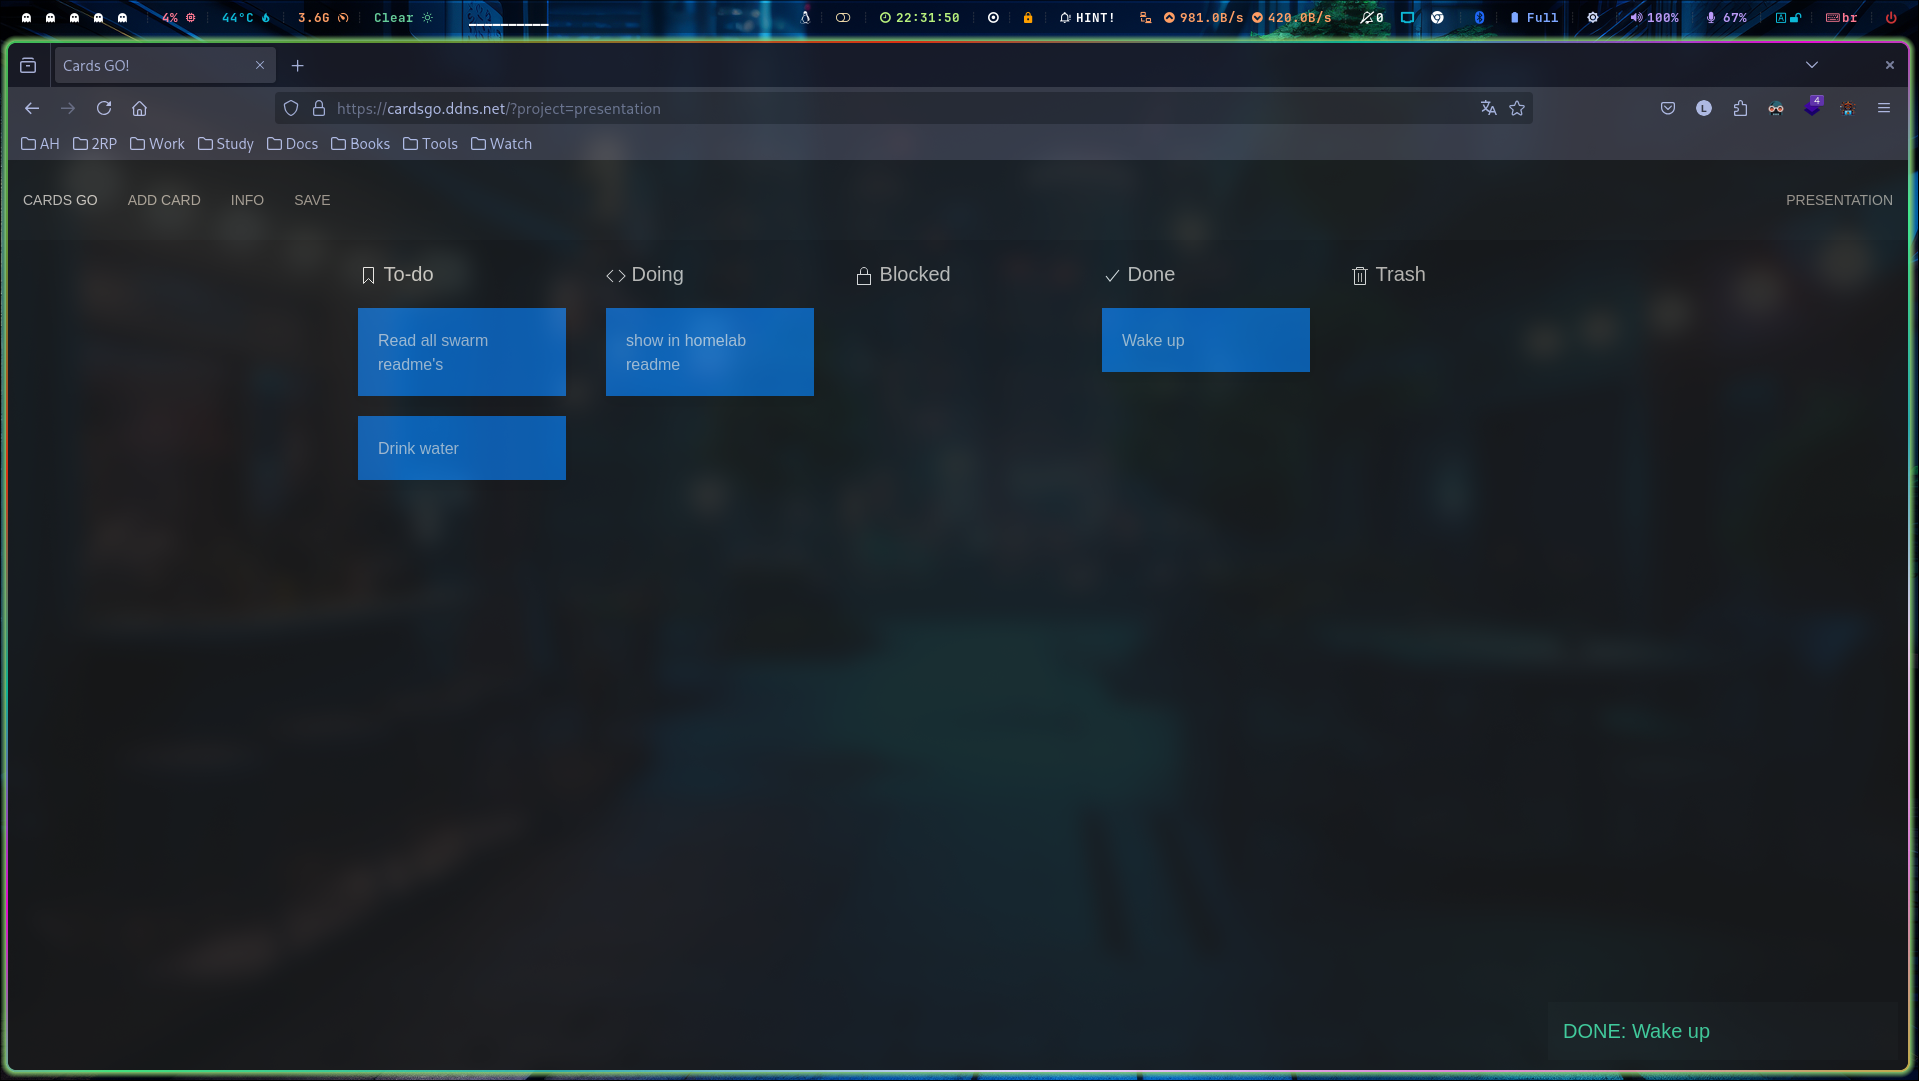 4% 44°C 3.6G Clear 22:31:50 HINT! 981.0B/s 420.0B/s 0 Full 100% 67% A br
Cards GO!
https://cardsgo.ddns.net/?project=presentation L 4
AH 2RP Work Study Docs Books Tools Watch
CARDS GO ADD CARD INFO SAVE PRESENTATION
To-do Doing Blocked Done Trash
Read all swarm
readme's
show in homelab
readme
Wake up
Drink water
DONE: Wake up